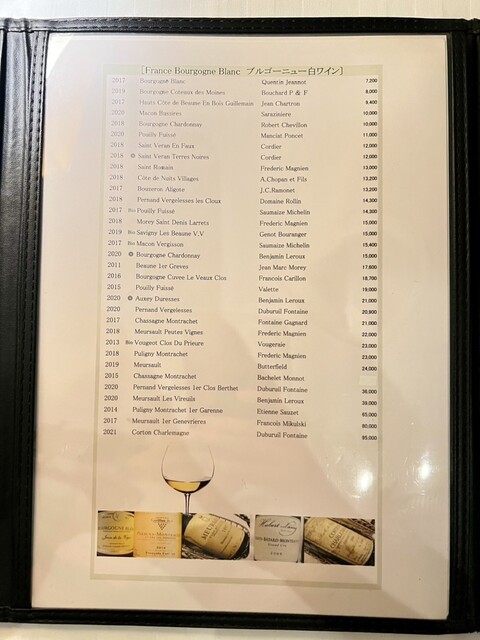 [France Bourgogne Blanc ブルゴーニュー白ワイン]
2017 Bourgogne Blanc Quentin Jeannot 7,200
2019 Bourgogne Coteaux des Moines Bouchard P & F 8,000
2017 Hauts Côte de Beaune En Bois Guillemain Jean Chartron 9,400
2020 Macon Bussires Sarasiniere 10,000
2018 Bourgogne Chardonnay Robert Chevillon 10,000
2020 Pouilly Fuissé Manciat Poncet 11,000
2018 Saint Veran En Faux Cordier 12,000
2018 Saint Veran Terres Noires Cordier 12,000
2018 Saint Romain Frederic Magnien 13,000
2018 Côte de Nuits Villages A.Chopan et Fils 13,200
2017 Bouzeron Aligote J.C.Ramonet 13,200
2018 Pernand Vergelesses les Cloux Domaine Rollin 14,300
2017 Bio Pouilly Fuissé Saumaize Michelin 14,300
2018 Morey Saint Denis Larrets Frederic Magnien 15,000
2019 Bio Savigny Les Beaune V,V Genot Bouranger 15,000
2017 Bio Macon Vergisson Saumaize Michelin 15,400
2020 Bourgogne Chardonnay Benjamin Leroux 15,000
2011 Beaune 1er Greves Jean Marc Morey 17,600
2016 Bourgogne Cuvee Le Veaux Clos Francois Carillon 18,700
2015 Pouilly Fuissé Valette 19,000
2020 Auxey Duresses Benjamin Leroux 21,000
2020 Pernand Vergelesses Duburuil Fontaine 20,900
2017 Chassagne Montrachet Fontaine Gagnard 21,000
2018 Meursault Peutes Vignes Frederic Magnien 22,000
2013 Bio Vougeot Clos Du Prieure Vougeraie 23,000
2018 Puligny Montrachet Frederic Magnien 23,000
2019 Meursault Butterfield 24,000
2015 Chassagne Montrachet Bachelet Monnot
2020 Pernand-Vergelesses 1er Clos Berthet Duburuil Fontaine 36,000
2020 Meursault Les Vireuils Benjamin Leroux 39,000
2014 Puligny Montrachet 1er Garenne Etienne Sauzet 65,000
2017 Meursault 1er Genevrieres Francois Mikulski 80,000
2021 Corton Charlemagne Duburuil Fontaine 95,000